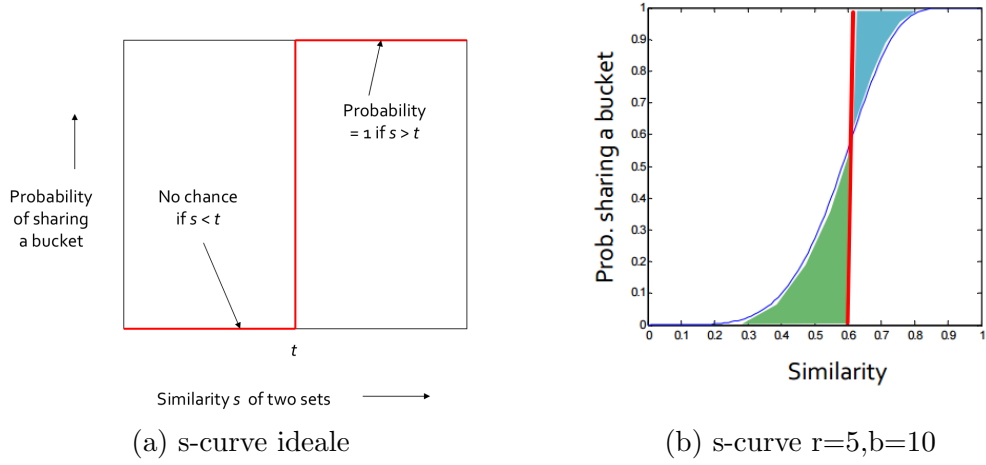 Probability
= 1 if s > t
No chance
if s < t
Probability
of sharing
a bucket
t
Similarity s of two sets
(a) s-curve ideale
Prob. sharing a bucket
1
0.9
0.8
0.7
0.6
0.5
0.4
0.3
0.2
0.1
0
0 0.1 0.2 0.3 0.4 0.5 0.6 0.7 0.8 0.9 1
Similarity
(b) s-curve r=5,b=10